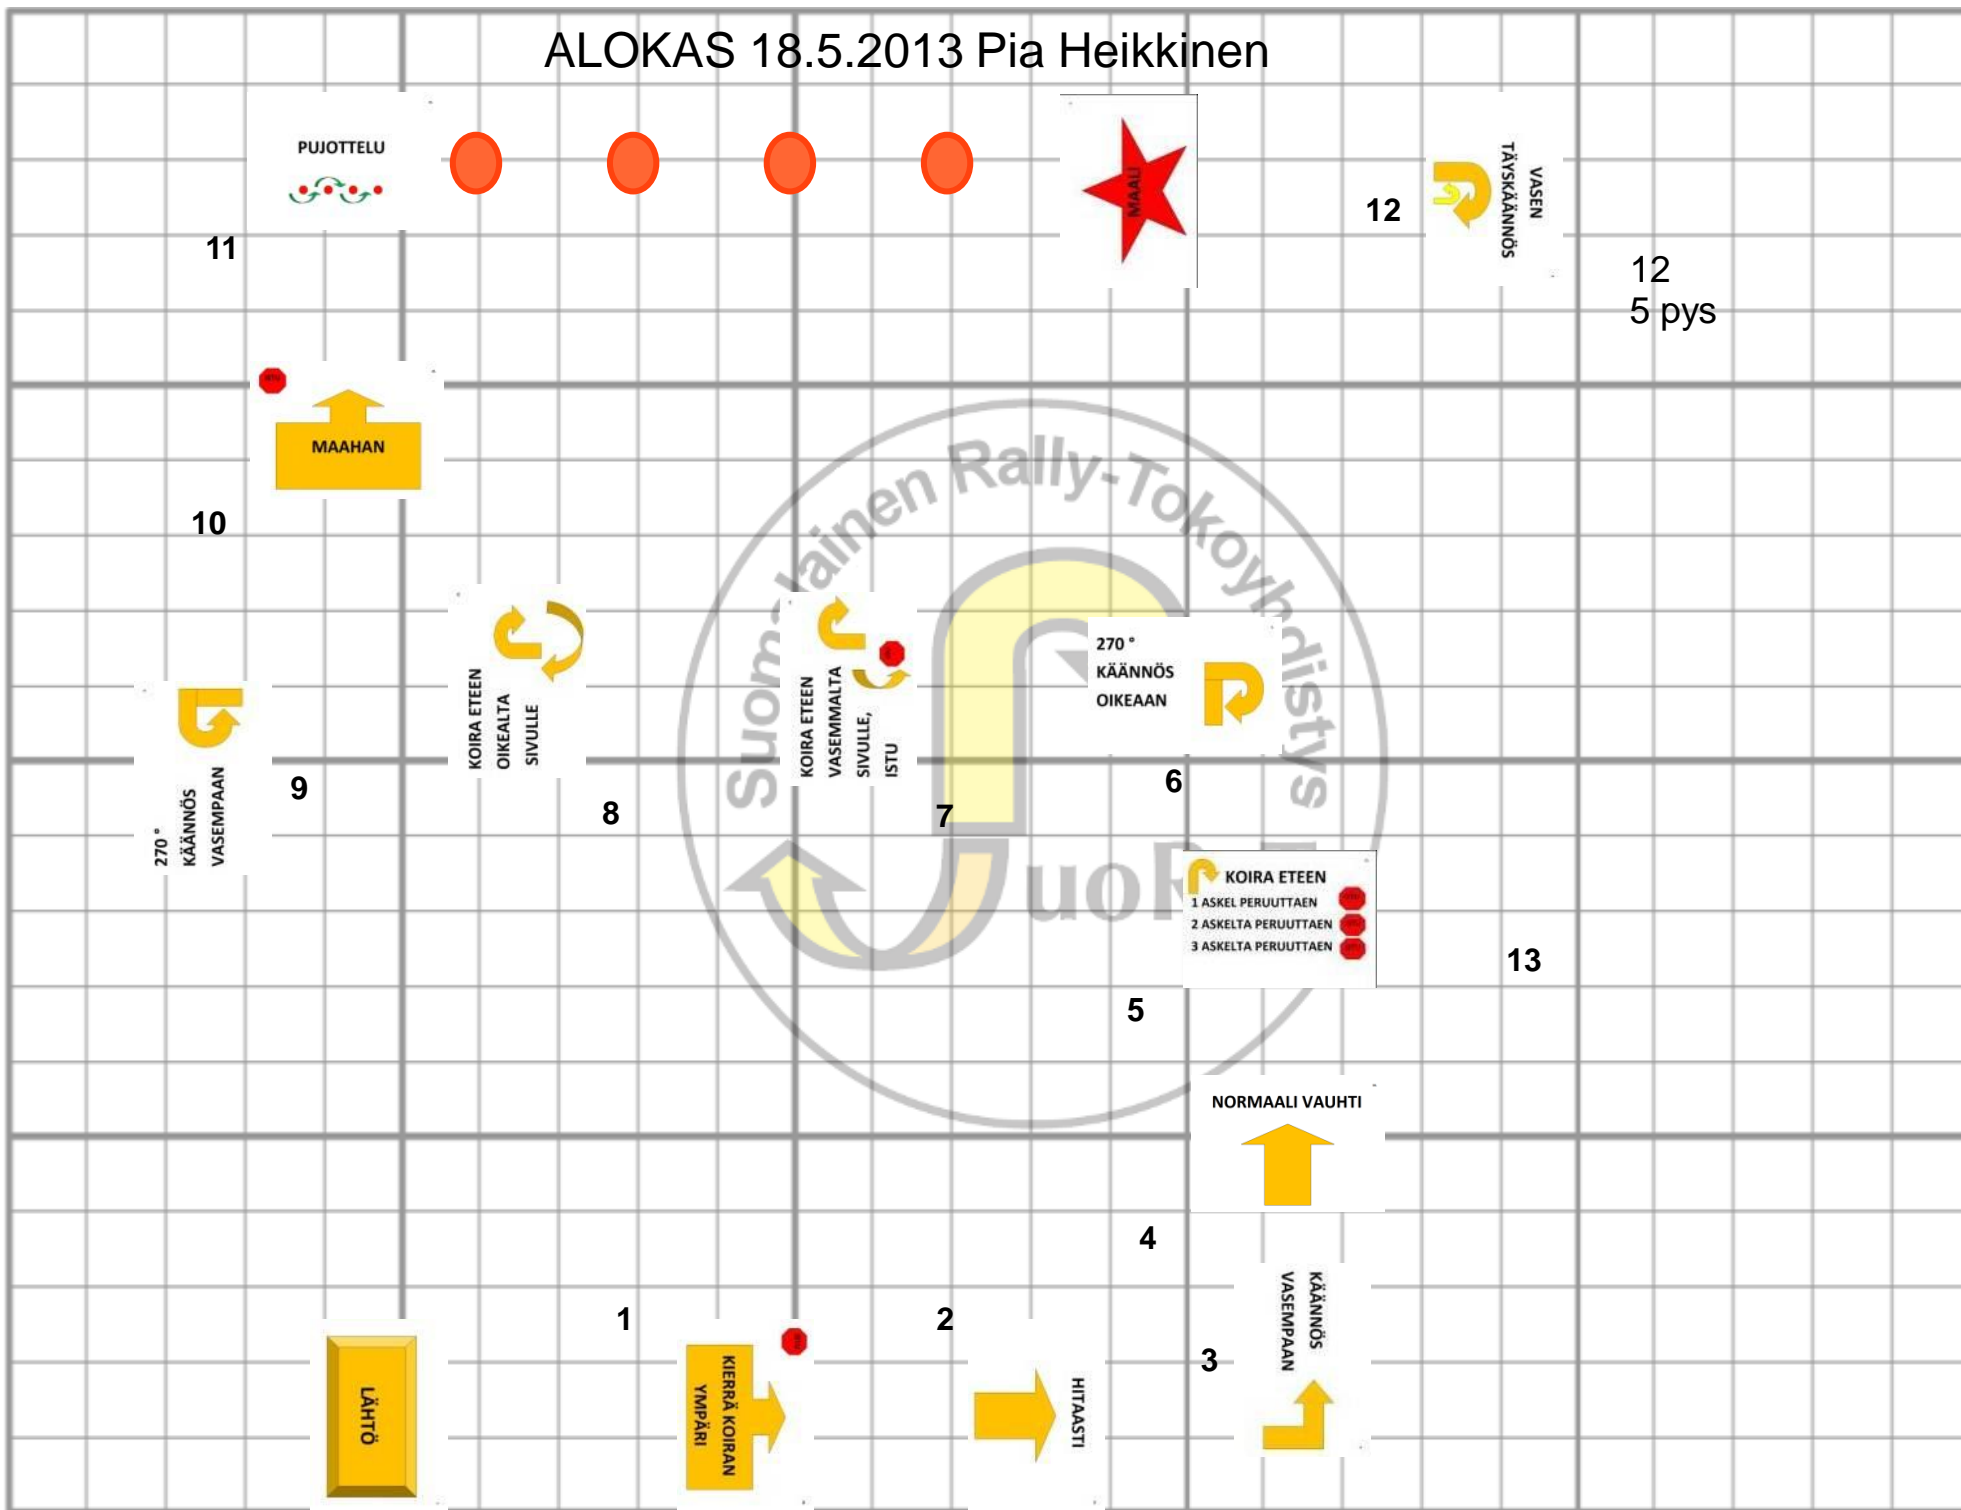 ALOKAS 18.5.2013 Pia Heikkinen
PUJOTTELU
MAALI
12
VASEN
TÄYSKÄÄNNÖS
11
12
5 pys
MAAHAN
10
Suomalainen Rally-Tokoyhdistys
KOIRA ETEEN
OIKEALTA
SIVULLE
KOIRA ETEEN
VASEMMALTA
SIVULLE,
ISTU
270 °
KÄÄNNÖS
OIKEAAN
270 °
KÄÄNNÖS
VASEMPAAN
9
8
7
6
KOIRA ETEEN
1 ASKEL PERUUTTAEN
2 ASKELTA PERUUTTAEN
3 ASKELTA PERUUTTAEN
13
5
NORMAALI VAUHTI
4
KÄÄNNÖS
VASEMPAAN
1
2
3
LÄHTÖ
KIERRÄ KOIRAN
YMPÄRI
HITAASTI